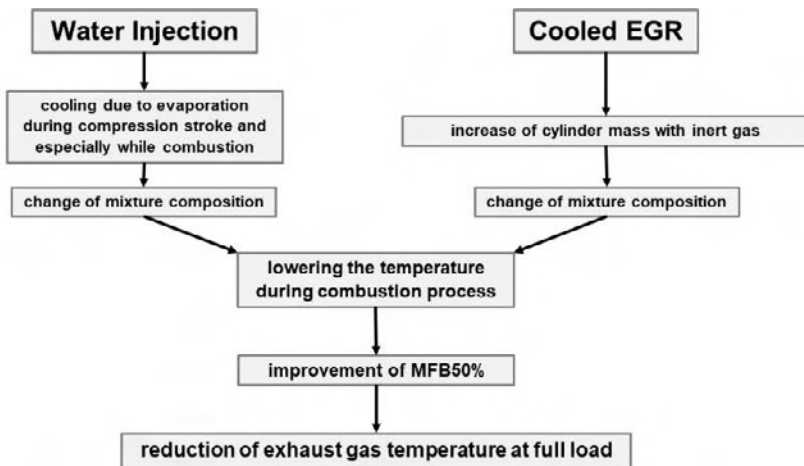 Water Injection
Cooled EGR
cooling due to evaporation
during compression stroke and
especially while combustion
increase of cylinder mass with inert gas
change of mixture composition
change of mixture composition
lowering the temperature
during combustion process
improvement of MFB50%
reduction of exhaust gas temperature at full load